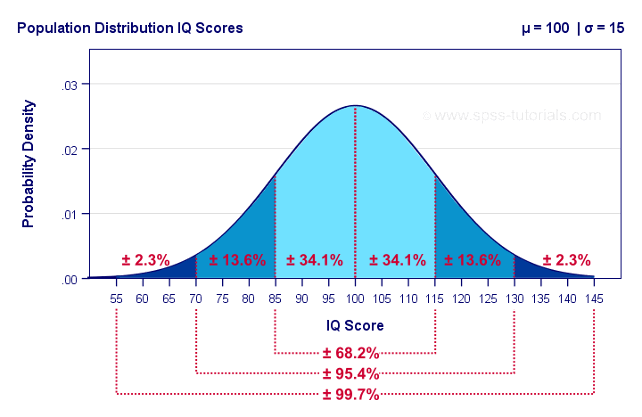 Population Distribution IQ Scores
μ = 100 | σ = 15
© www.spss-tutorials.com
Probability Density
.03
.02
.01
.00
± 2.3% ± 13.6% ± 34.1% ± 34.1% ± 13.6% ± 2.3%
55 60 65 70 75 80 85 90 95 100 105 110 115 120 125 130 135 140 145
IQ Score
± 68.2%
± 95.4%
± 99.7%